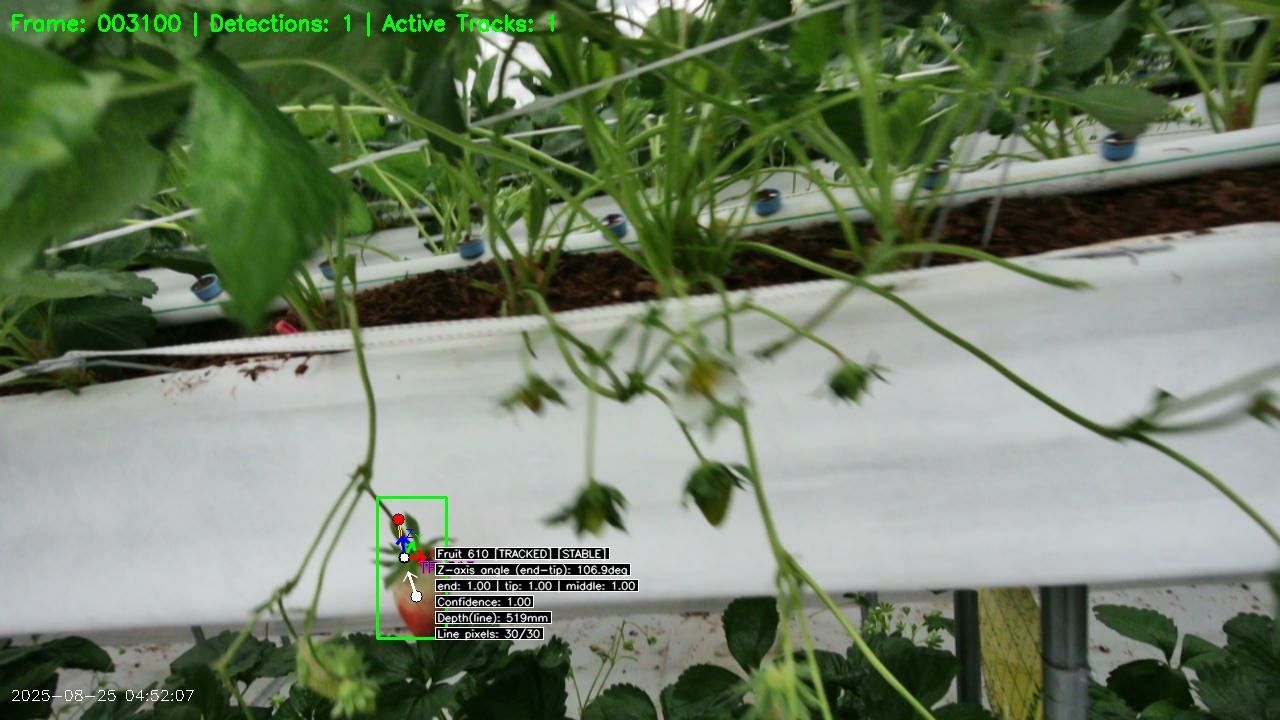 Frame: 003100 | Detections: 1 | Active Tracks: 1
Z
Fruit 610 [TRACKED] [STABLE]
Z-axis angle (end-tip): 106.9deg
end: 1.00 | tip: 1.00 | middle: 1.00
Confidence: 1.00
Depth(line): 519mm
Line pixels: 30/30
2025-08-25 04:52:07